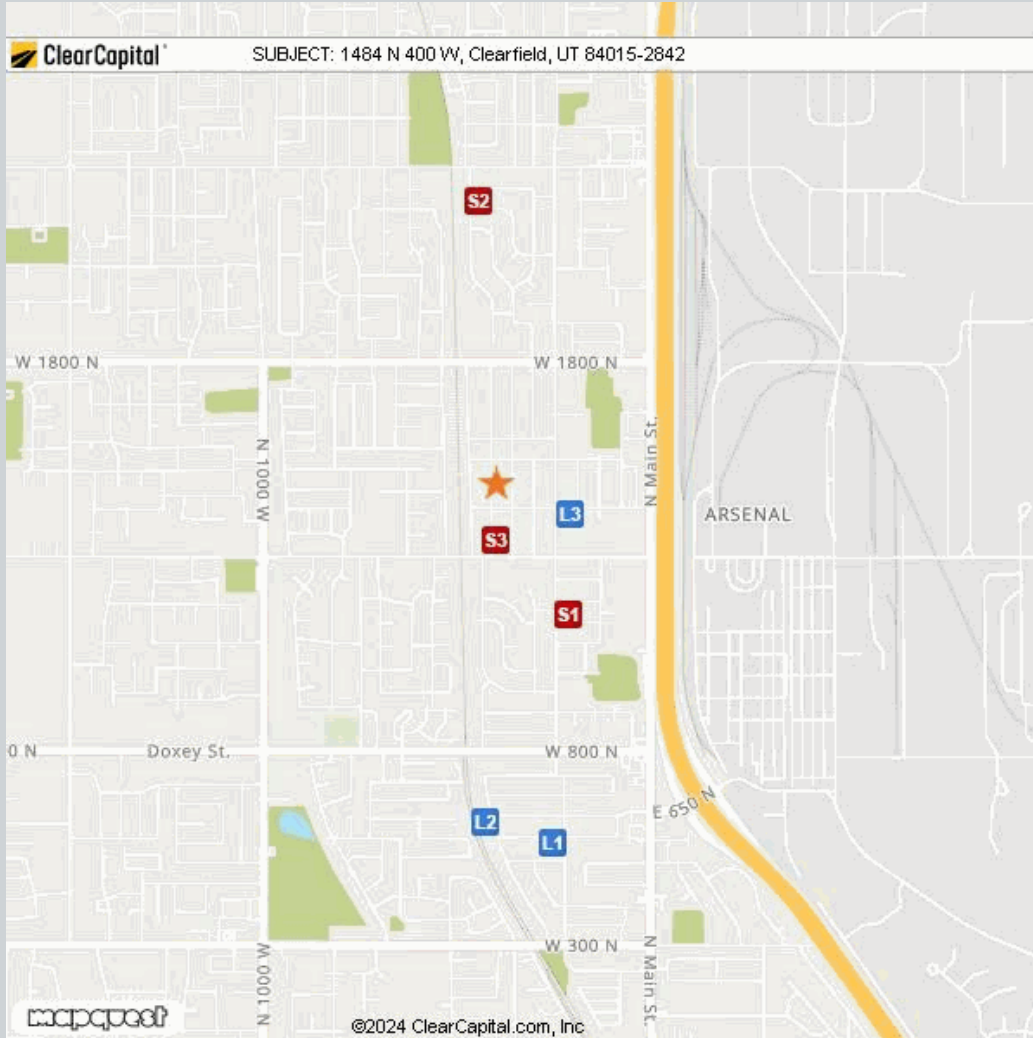 ClearCapital SUBJECT: 1484 N 400 W, Clearfield, UT 84015-2842
S2
W 1800 N W 1800 N
N 1000 W
N Main St.
L3
ARSENAL
S3
S1
0 N Doxey St. W 800 N
E 650 N
L2
L1
W 300 N
N 1000 W
N Main St.
mapquest ©2024 ClearCapital.com, Inc